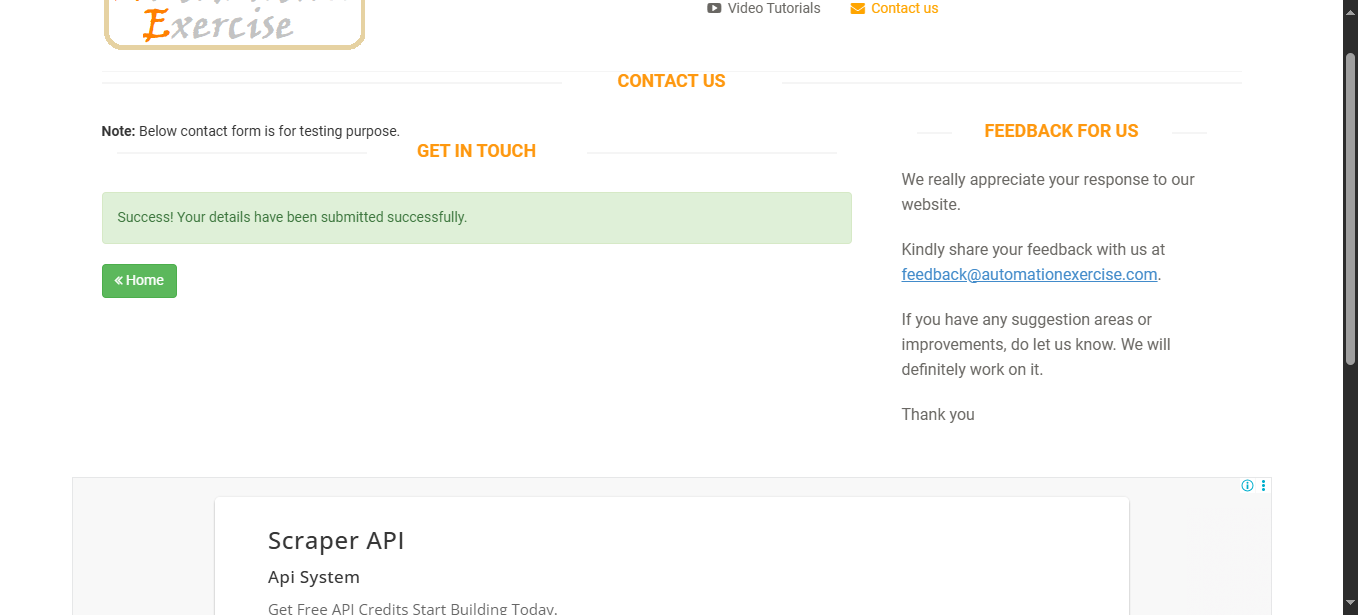 Exercise
Video Tutorials
Contact us
CONTACT US
Note: Below contact form is for testing purpose.
GET IN TOUCH
Success! Your details have been submitted successfully.
« Home
FEEDBACK FOR US
We really appreciate your response to our
website.
Kindly share your feedback with us at
feedback@automationexercise.com.
If you have any suggestion areas or
improvements, do let us know. We will
definitely work on it.
Thank you
Scraper API
Api System
Get Free API Credits Start Building Today.